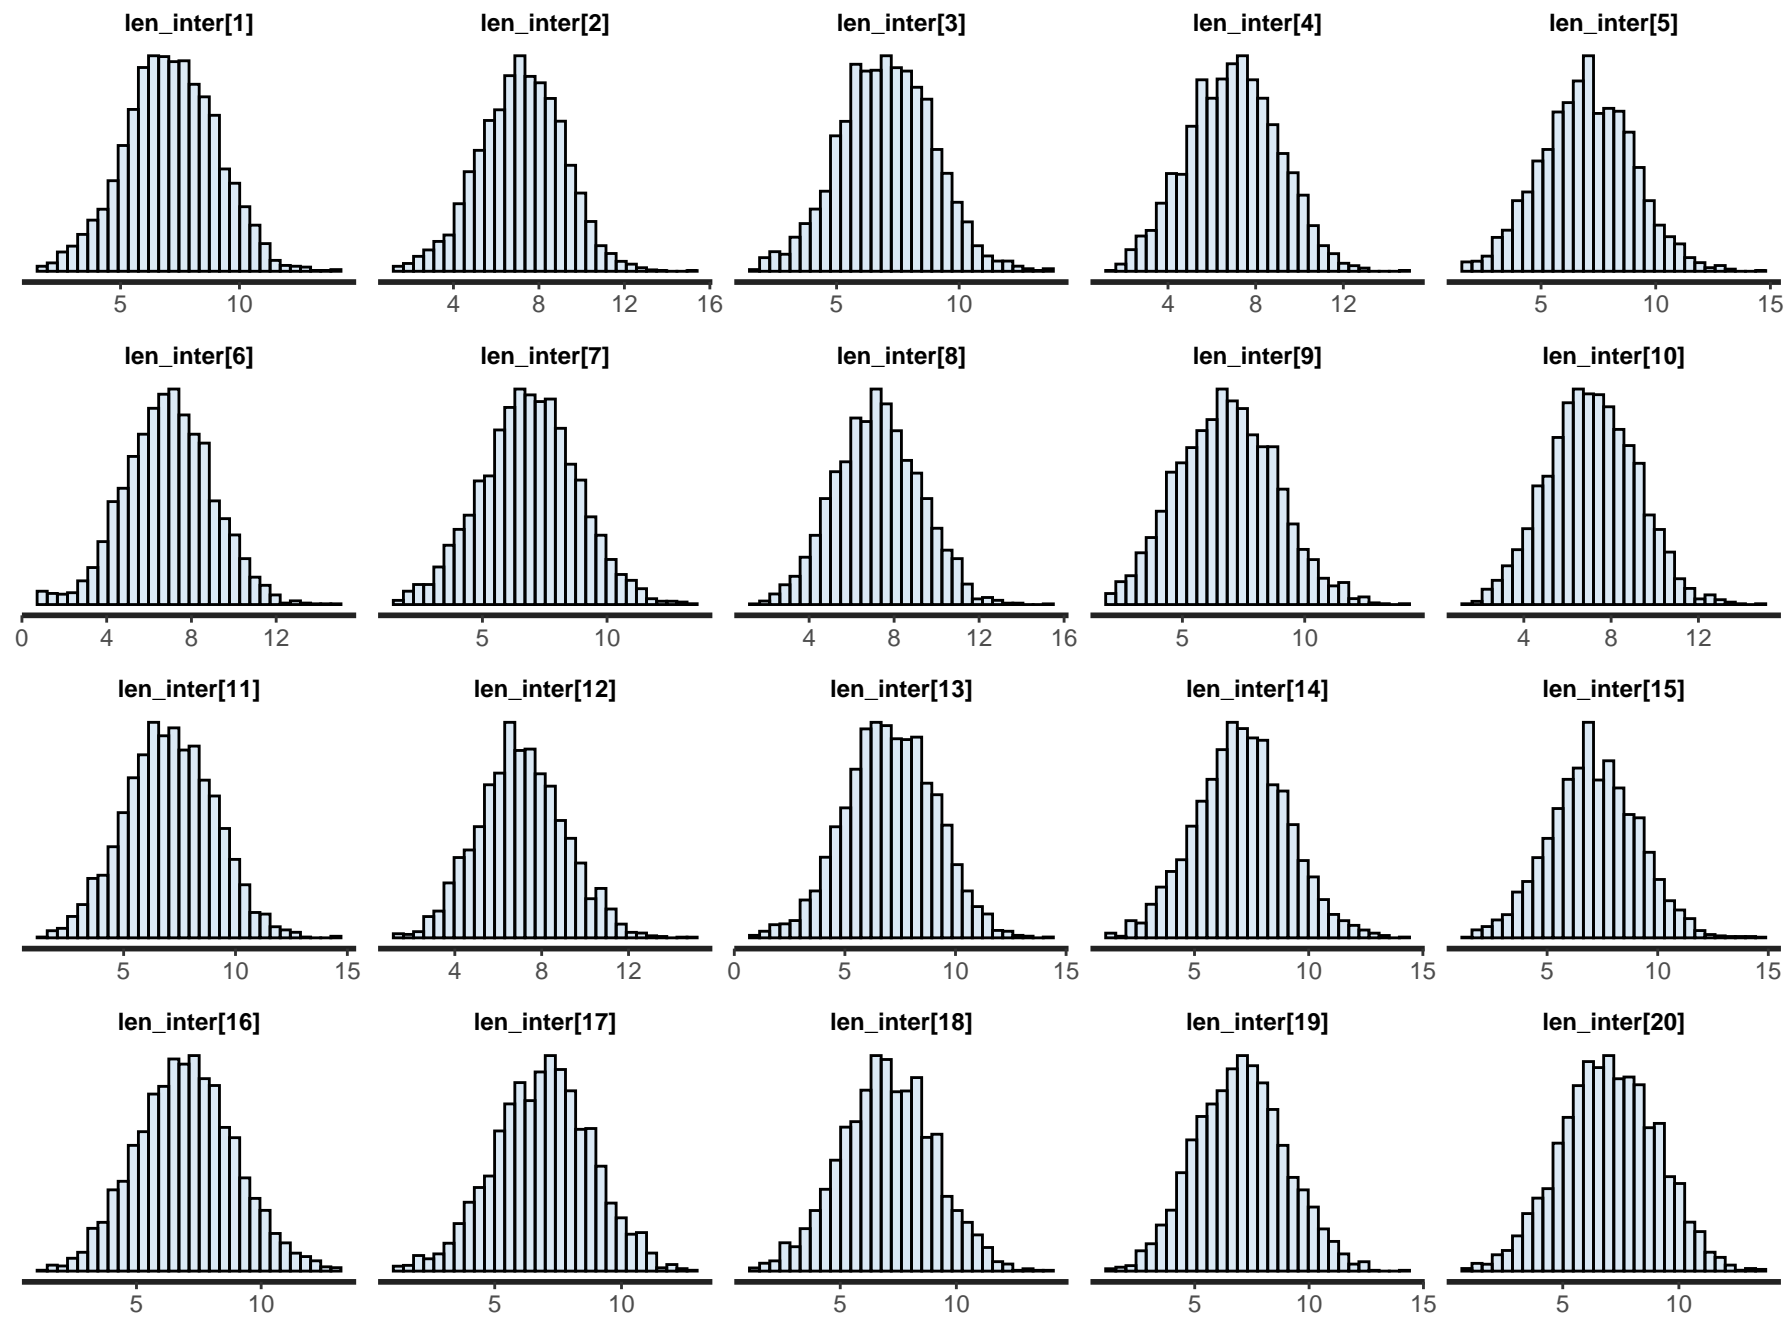 len_inter[1] len_inter[2] len_inter[3] len_inter[4] len_inter[5]
5 10 4 8 12 16 5 10 4 8 12 5 10 15
len_inter[6] len_inter[7] len_inter[8] len_inter[9] len_inter[10]
0 4 8 12 5 10 4 8 12 16 5 10 4 8 12
len_inter[11] len_inter[12] len_inter[13] len_inter[14] len_inter[15]
5 10 15 4 8 12 0 5 10 15 5 10 15 5 10 15
len_inter[16] len_inter[17] len_inter[18] len_inter[19] len_inter[20]
5 10 5 10 5 10 5 10 15 5 10